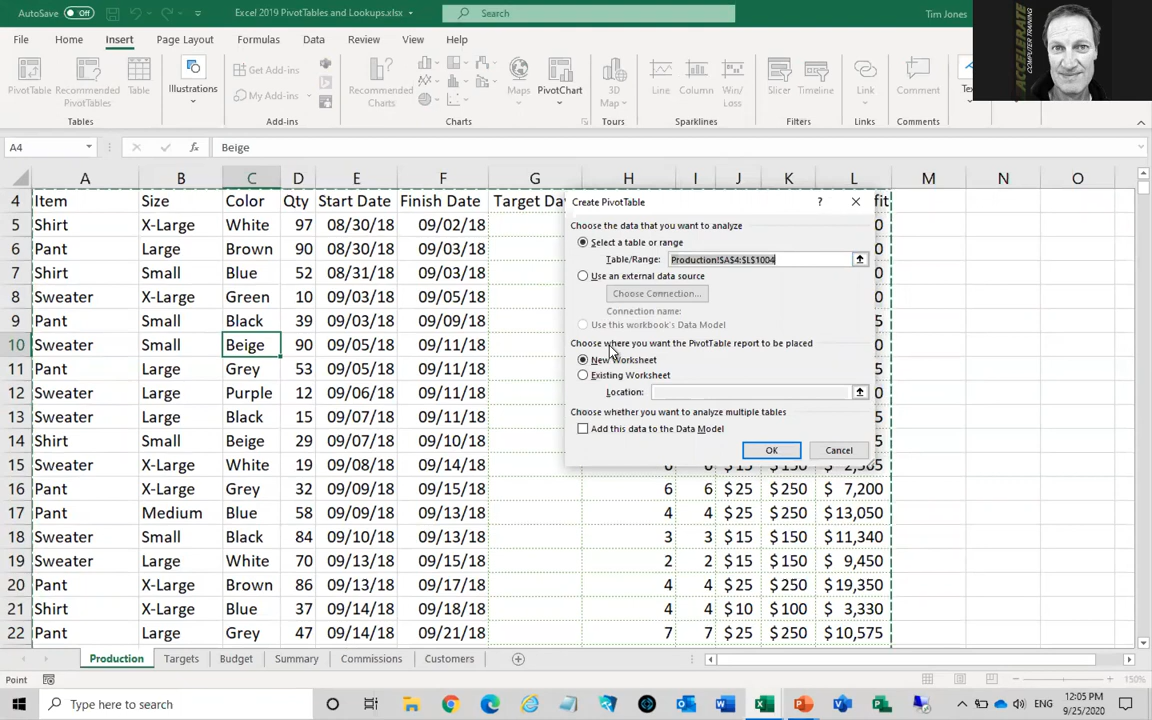 AutoSave Off Excel 2019 PivotTables and Lookups.xlsx Search Tim Jones
ACCELERATE
COMPUTER TRAINING
File Home Insert Page Layout Formulas Data Review View Help
PivotTable Recommended PivotTables Table Illustrations Get Add-ins My Add-ins Recommended Charts Maps PivotChart 3D Map Line Column Win/Loss Slicer Timeline Link Comment
Tables Add-ins Charts Tours Sparklines Filters Links Comments
A4 fx Beige
A B C D E F G H I J K L M N O
4 Item Size Color Qty Start Date Finish Date
5 Shirt X-Large White 97 08/30/18 09/02/18
6 Pant Large Brown 90 08/30/18 09/05/18
7 Shirt Small Blue 52 08/31/18 09/03/18
8 Sweater X-Large Green 10 09/03/18 09/05/18
9 Pant Small Black 39 09/03/18 09/09/18
10 Sweater Small Beige 90 09/05/18 09/11/18
11 Pant Large Grey 53 09/05/18 09/11/18
12 Sweater Small Purple 12 09/06/18 09/11/18
13 Sweater Large Black 15 09/07/18 09/11/18
14 Shirt Small Beige 29 09/07/18 09/10/18
15 Sweater X-Large White 19 09/08/18 09/14/18 $ 15 $ 150
16 Pant X-Large Grey 32 09/09/18 09/15/18 6 6 $ 25 $ 250 $ 7,200
17 Pant Medium Blue 58 09/09/18 09/13/18 4 4 $ 25 $ 250 $ 13,050
18 Sweater Small Black 84 09/10/18 09/13/18 3 3 $ 15 $ 150 $ 11,340
19 Sweater Large White 70 09/13/18 09/15/18 2 2 $ 15 $ 150 $ 9,450
20 Pant X-Large Brown 86 09/13/18 09/17/18 4 4 $ 25 $ 250 $ 19,350
21 Shirt X-Large Blue 37 09/14/18 09/18/18 4 4 $ 10 $ 100 $ 3,330
22 Pant Large Grey 47 09/14/18 09/21/18 7 7 $ 25 $ 250 $ 10,575
Create PivotTable ?
Choose the data that you want to analyze
Select a table or range
Table/Range: Production!$A$4:$L$1004
Use an external data source
Choose Connection...
Connection name:
Use this workbook's Data Model
Choose where you want the PivotTable report to be placed
New Worksheet
Existing Worksheet
Location:
Choose whether you want to analyze multiple tables
Add this data to the Data Model
OK Cancel
Production Targets Budget Summary Commissions Customers
Point 150%
Type here to search ENG 12:05 PM
9/25/2020